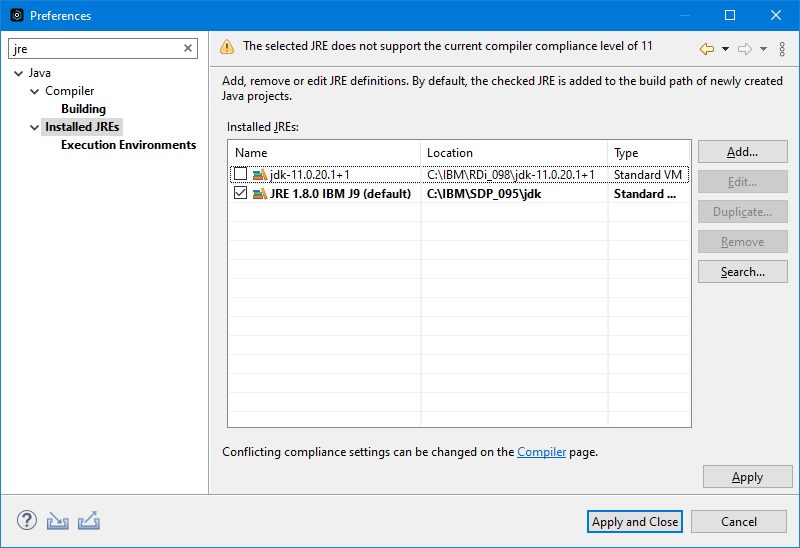 Preferences
jre
The selected JRE does not support the current compiler compliance level of 11
Java
Compiler
Building
Installed JREs
Execution Environments
Add, remove or edit JRE definitions. By default, the checked JRE is added to the build path of newly created
Java projects.
Installed JREs:
Name Location Type
jdk-11.0.20.1+1 C:\IBM\RDi_098\jdk-11.0.20.1+1 Standard VM
JRE 1.8.0 IBM J9 (default) C:\IBM\SDP_095\jdk Standard ...
Add...
Edit...
Duplicate...
Remove
Search...
Conflicting compliance settings can be changed on the Compiler page.
Apply
?
Apply and Close
Cancel